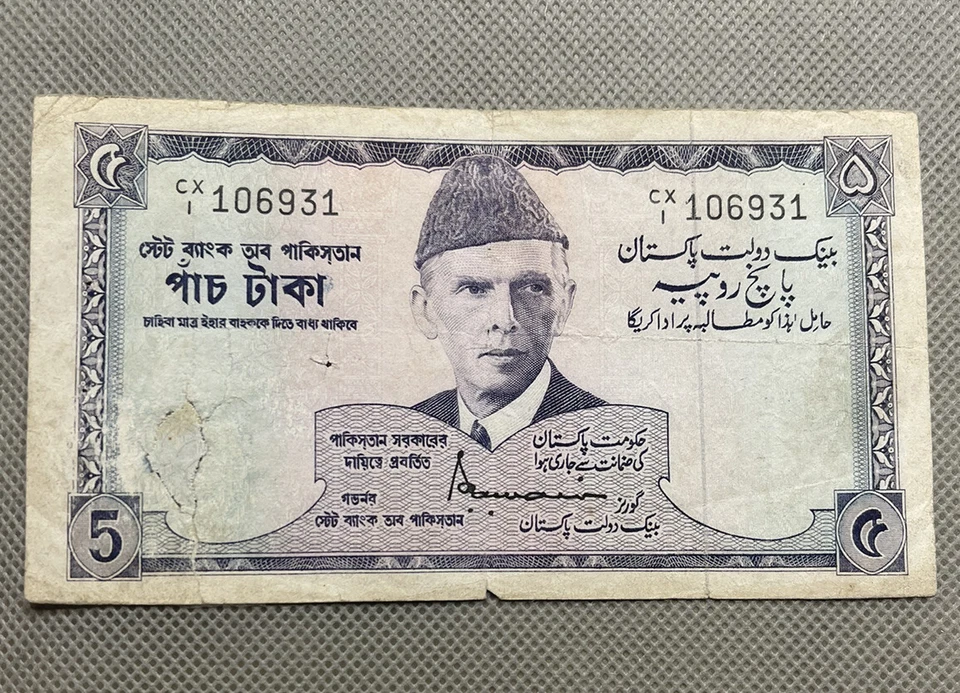 ৫
۵
CX/1 106931
CX/1 106931
স্টেট ব্যাংক অব পাকিস্তান
পাঁচ টাকা
চাহিবা মাত্র ইহার বাহককে দিতে বাধ্য থাকিবে
بینک دولت پاکستان
پانچ روپیہ
حامل ہٰذا کو مطالبہ پر ادا کریگا
পাকিস্তান সরকারের
দায়িত্বে প্রবর্তিত
গভর্নর
স্টেট ব্যাংক অব পাকিস্তান
حکومت پاکستان
کی ضمانت سے جاری ہوا
گورنر
بینک دولت پاکستان
5
৫